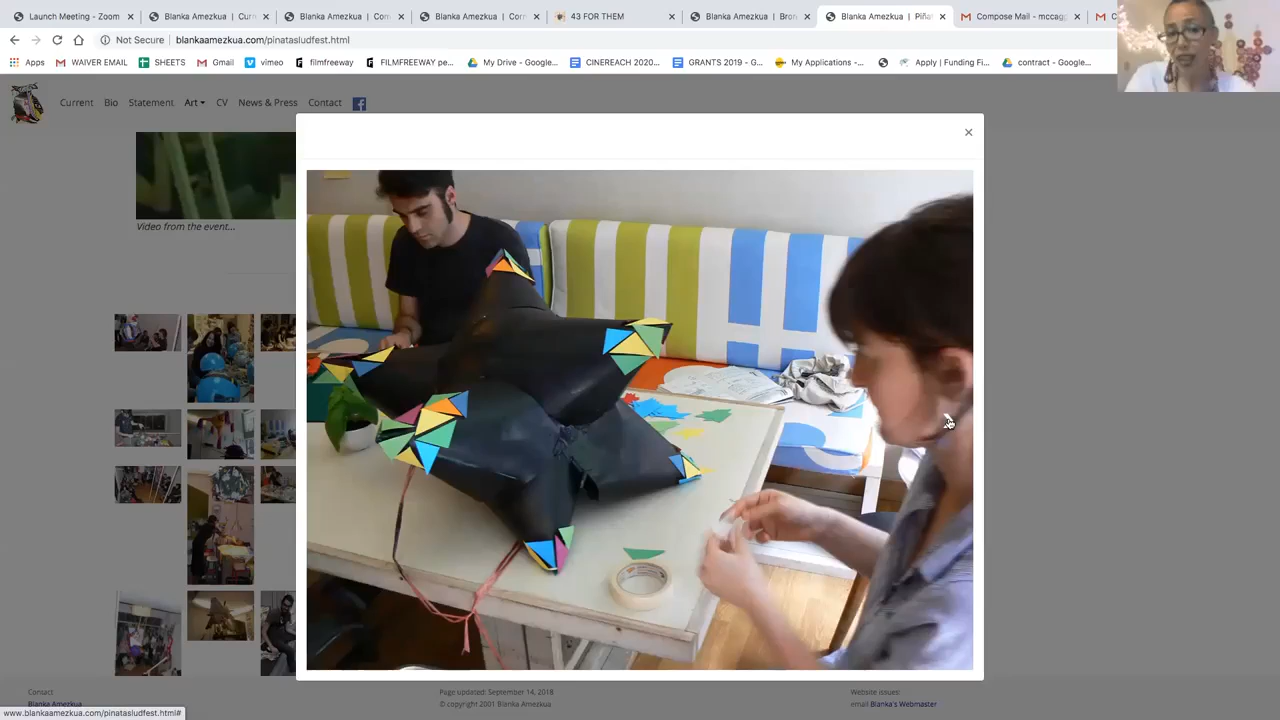 Launch Meeting - Zoom
Blanka Amezkua | Curr
Blanka Amezkua | Com
Blanka Amezkua | Corr
43 FOR THEM
Blanka Amezkua | Bron
Blanka Amezkua | Piñat
Compose Mail - mccag
Not Secure
blankaamezkua.com/pinatasludfest.html
Apps WAIVER EMAIL SHEETS Gmail vimeo filmfreeway FILMFREEWAY pe... My Drive - Google... CINEREACH 2020... GRANTS 2019 - G... My Applications -... Apply | Funding Fi... contract - Google...
Current Bio Statement Art CV News & Press Contact
Video from the event...
Contact
Blanka Amezkua
Page updated: September 14, 2018
© copyright 2001 Blanka Amezkua
Website issues:
email Blanka's Webmaster
www.blankaamezkua.com/pinatasludfest.html#